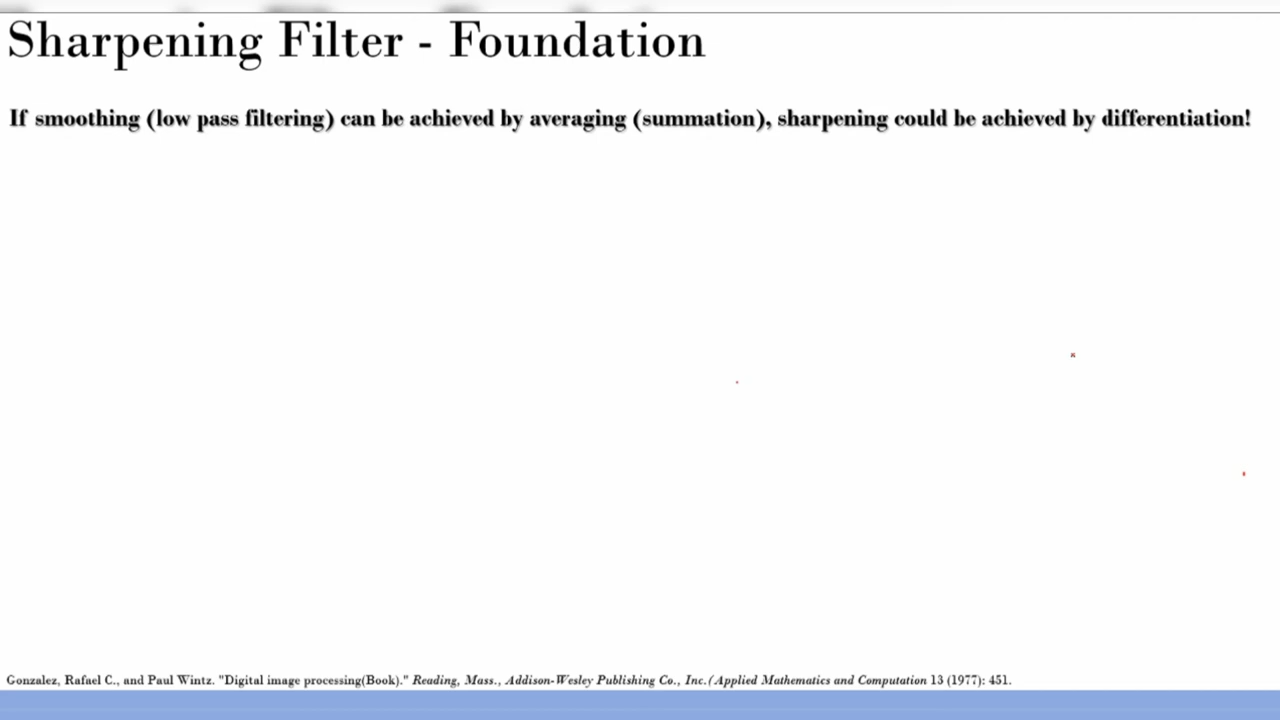 Sharpening Filter - Foundation
If smoothing (low pass filtering) can be achieved by averaging (summation), sharpening could be achieved by differentiation!
Gonzalez, Rafael C., and Paul Wintz. "Digital image processing(Book)." Reading, Mass., Addison-Wesley Publishing Co., Inc.(Applied Mathematics and Computation 13 (1977): 451.